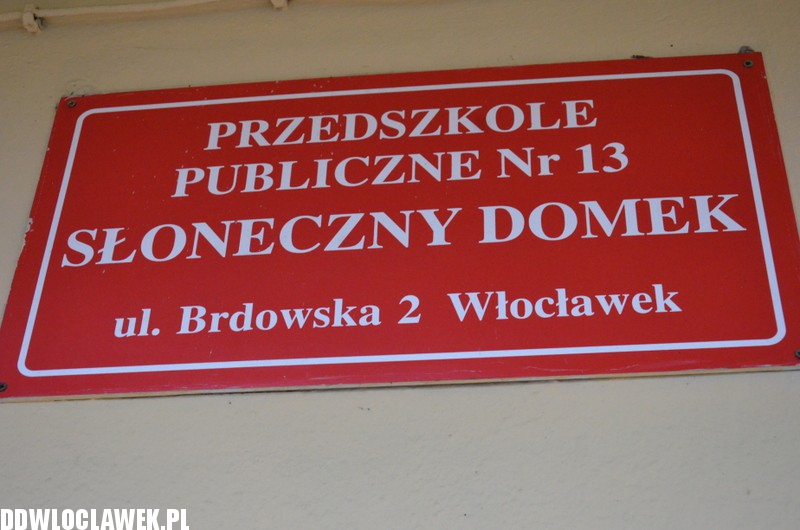 PRZEDSZKOLE
PUBLICZNE Nr 13
SŁONECZNY DOMEK
ul. Brdowska 2 Włocławek
DDWLOCLAWEK.PL